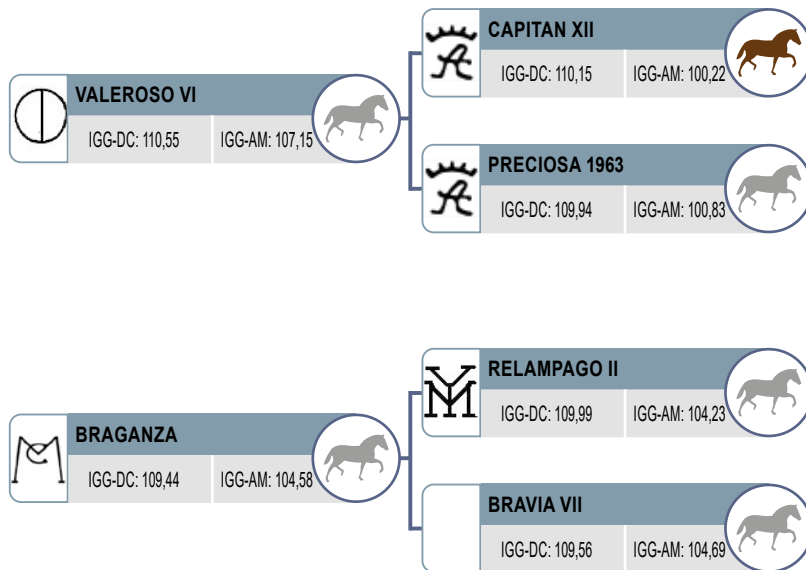 CAPITAN XII
IGG-DC: 110,15 IGG-AM: 100,22
VALEROSO VI
IGG-DC: 110,55 IGG-AM: 107,15
PRECIOSA 1963
IGG-DC: 109,94 IGG-AM: 100,83
RELAMPAGO II
IGG-DC: 109,99 IGG-AM: 104,23
BRAGANZA
IGG-DC: 109,44 IGG-AM: 104,58
BRAVIA VII
IGG-DC: 109,56 IGG-AM: 104,69